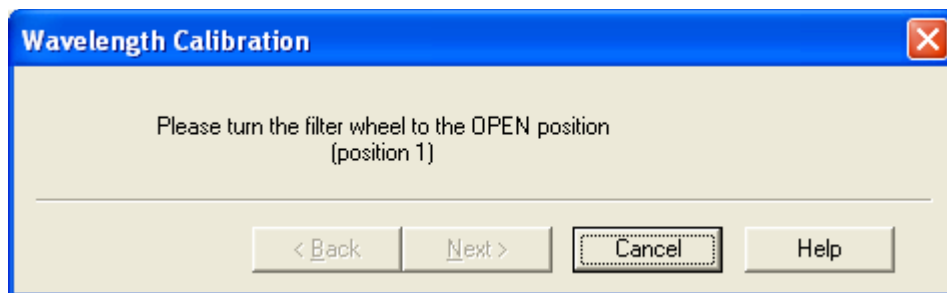 Wavelength Calibration
Please turn the filter wheel to the OPEN position
(position 1)
< Back
Next >
Cancel
Help